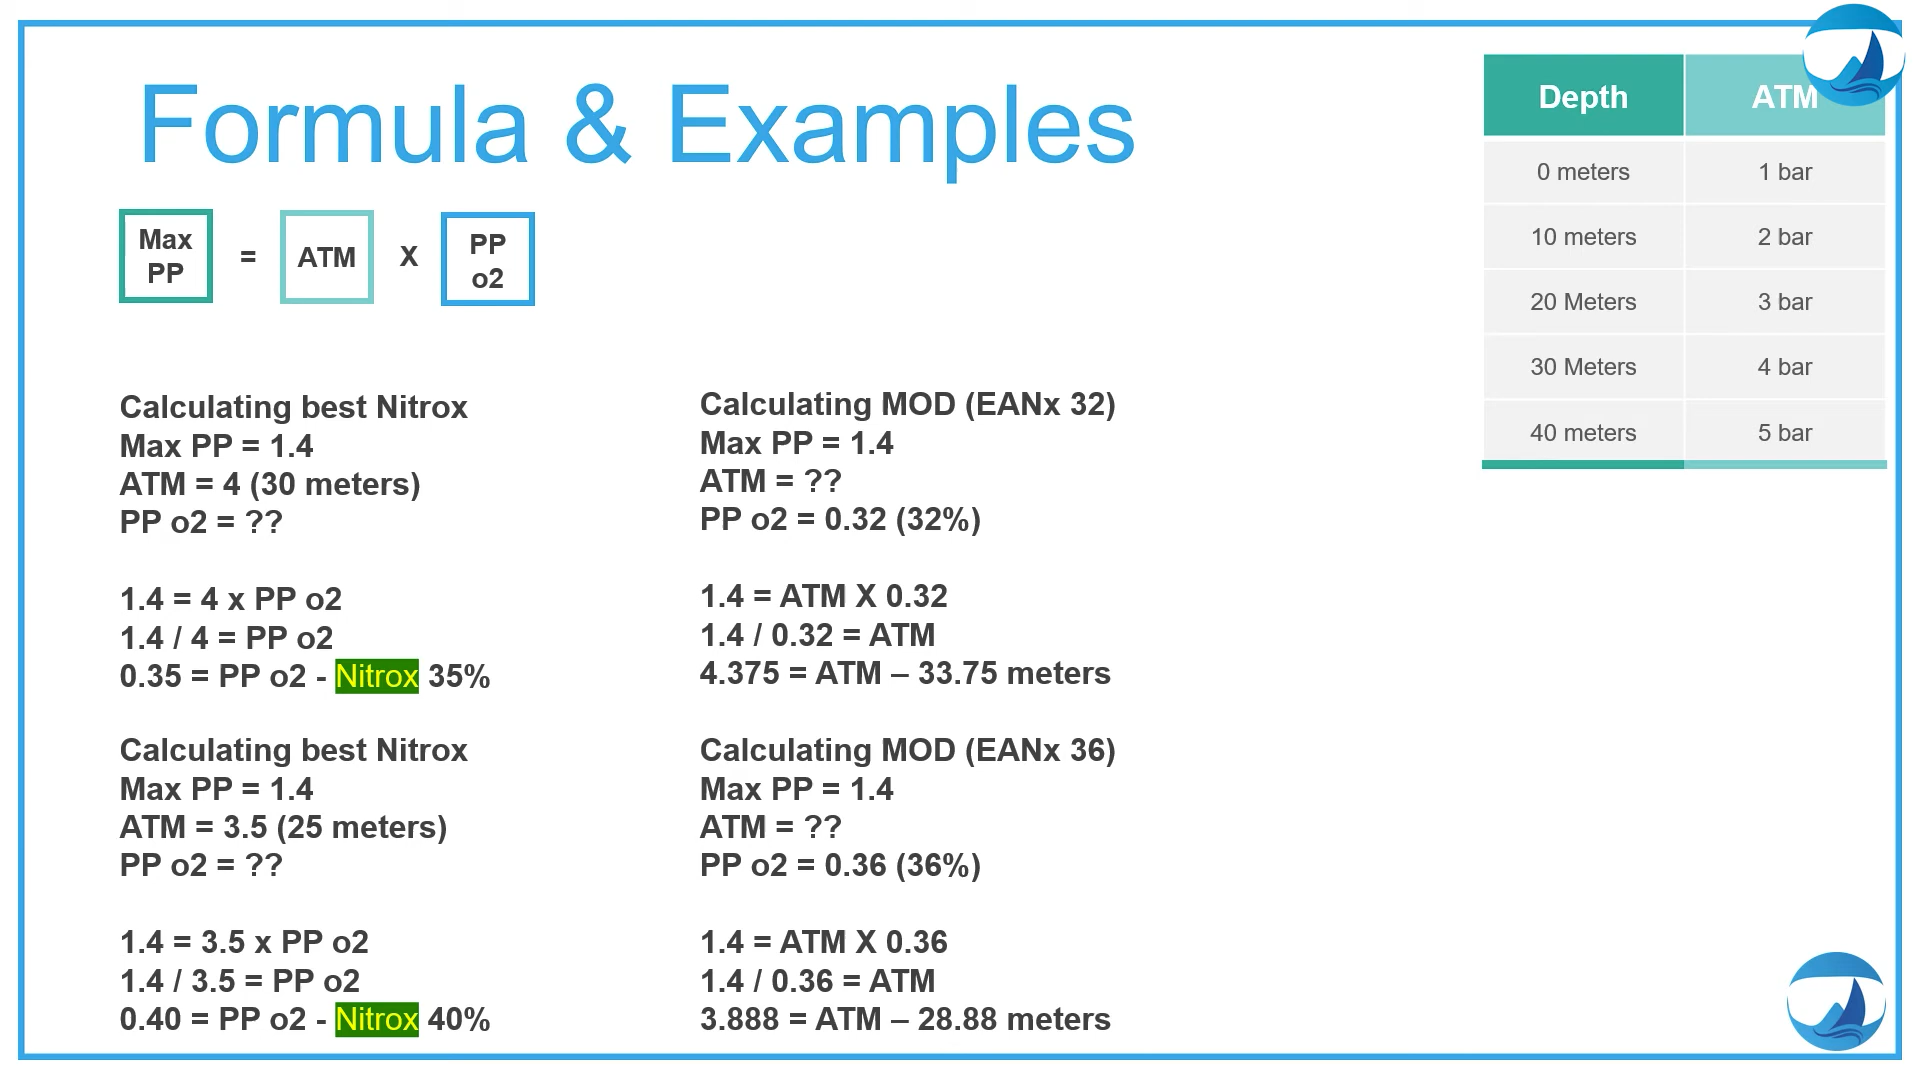 Formula & Examples
Max
PP
=
ATM
X
PP
o2
Depth ATM
0 meters 1 bar
10 meters 2 bar
20 Meters 3 bar
30 Meters 4 bar
40 meters 5 bar
Calculating best Nitrox
Max PP = 1.4
ATM = 4 (30 meters)
PP o2 = ??
1.4 = 4 x PP o2
1.4 / 4 = PP o2
0.35 = PP o2 - Nitrox 35%
Calculating best Nitrox
Max PP = 1.4
ATM = 3.5 (25 meters)
PP o2 = ??
1.4 = 3.5 x PP o2
1.4 / 3.5 = PP o2
0.40 = PP o2 - Nitrox 40%
Calculating MOD (EANx 32)
Max PP = 1.4
ATM = ??
PP o2 = 0.32 (32%)
1.4 = ATM X 0.32
1.4 / 0.32 = ATM
4.375 = ATM – 33.75 meters
Calculating MOD (EANx 36)
Max PP = 1.4
ATM = ??
PP o2 = 0.36 (36%)
1.4 = ATM X 0.36
1.4 / 0.36 = ATM
3.888 = ATM – 28.88 meters